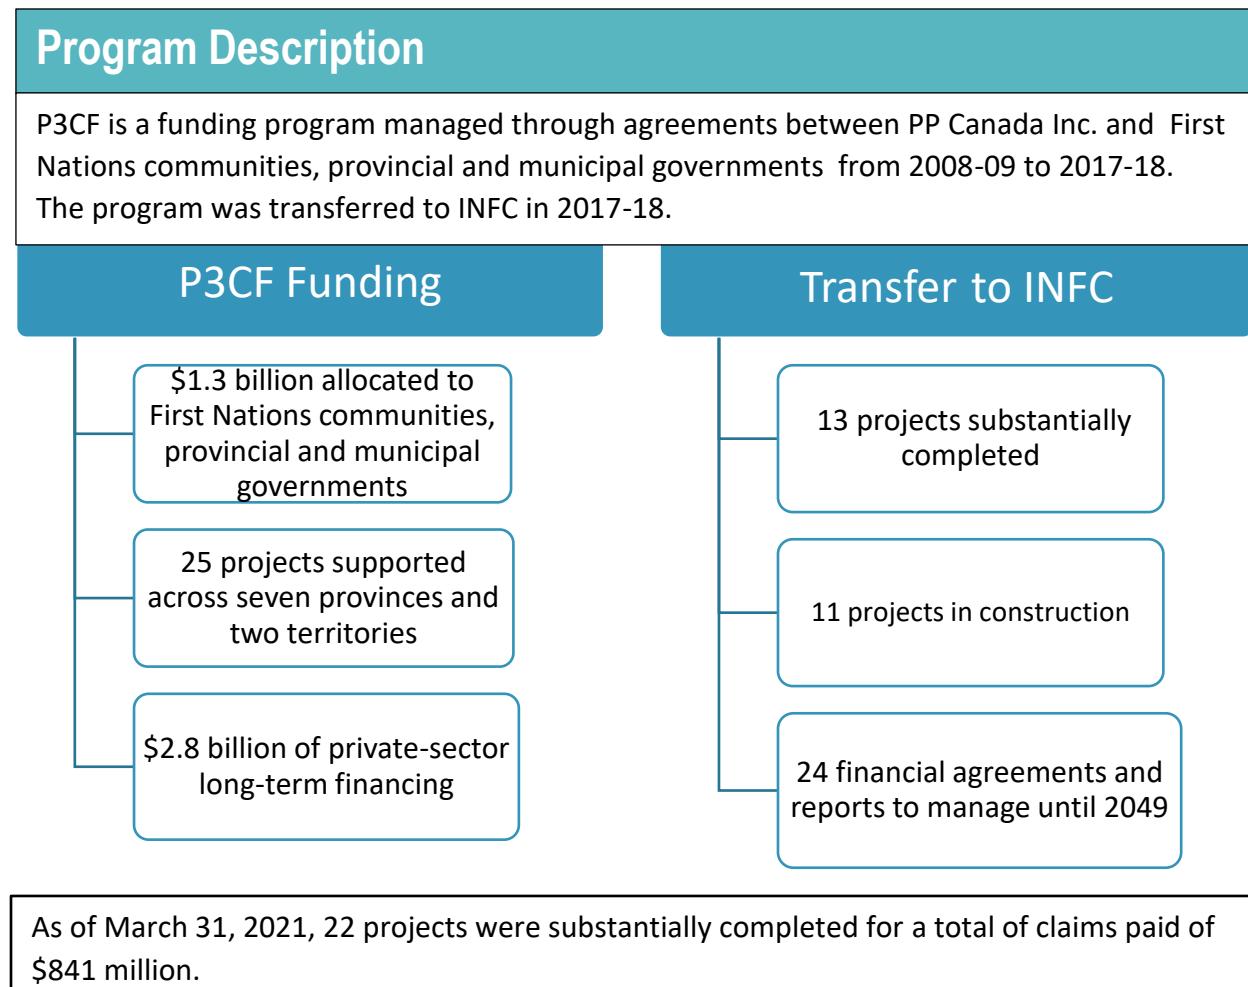 Program Description
P3CF is a funding program managed through agreements between PP Canada Inc. and First
Nations communities, provincial and municipal governments from 2008-09 to 2017-18.
The program was transferred to INFC in 2017-18.
P3CF Funding
$1.3 billion allocated to
First Nations communities,
provincial and municipal
governments
25 projects supported
across seven provinces and
two territories
$2.8 billion of private-sector
long-term financing
Transfer to INFC
13 projects substantially
completed
11 projects in construction
24 financial agreements and
reports to manage until 2049
As of March 31, 2021, 22 projects were substantially completed for a total of claims paid of
$841 million.